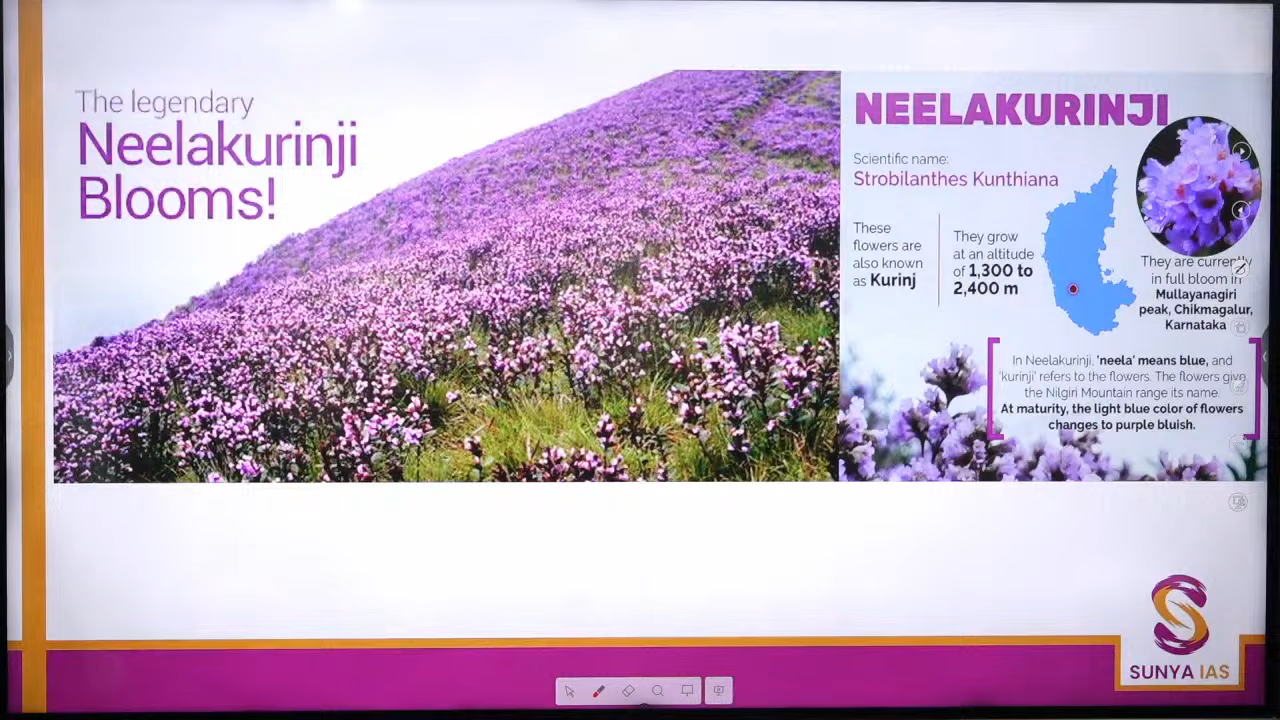 The legendary
Neelakurinji
Blooms!
NEELAKURINJI
Scientific name:
Strobilanthes Kunthiana
These
flowers are
also known
as Kurinj
They grow
at an altitude
of 1,300 to
2,400 m
They are currently
in full bloom in
Mullayanagiri
peak, Chikmagalur,
Karnataka
In Neelakurinji, 'neela' means blue, and
'kurinji' refers to the flowers. The flowers give
the Nilgiri Mountain range its name.
At maturity, the light blue color of flowers
changes to purple bluish.
SUNYA IAS